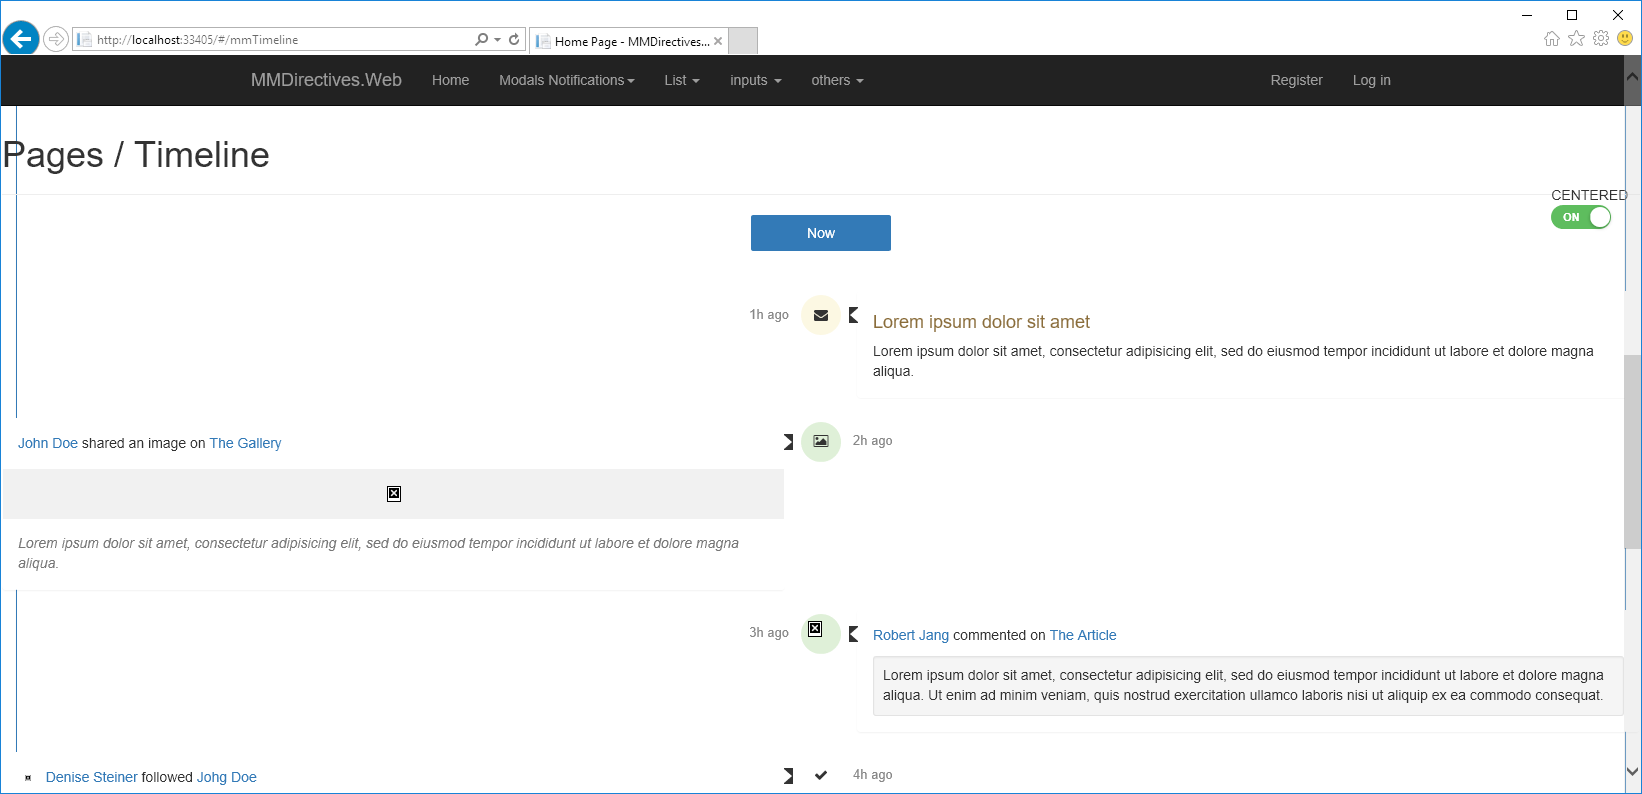 http://localhost:33405/#/mmTimeline
Home Page - MMDirectives...
MMDirectives.Web Home Modals Notifications List inputs others Register Log in
Pages / Timeline
CENTERED
ON
Now
1h ago
Lorem ipsum dolor sit amet
Lorem ipsum dolor sit amet, consectetur adipisicing elit, sed do eiusmod tempor incididunt ut labore et dolore magna
aliqua.
John Doe shared an image on The Gallery
2h ago
Lorem ipsum dolor sit amet, consectetur adipisicing elit, sed do eiusmod tempor incididunt ut labore et dolore magna
aliqua.
3h ago
Robert Jang commented on The Article
Lorem ipsum dolor sit amet, consectetur adipisicing elit, sed do eiusmod tempor incididunt ut labore et dolore magna
aliqua. Ut enim ad minim veniam, quis nostrud exercitation ullamco laboris nisi ut aliquip ex ea commodo consequat.
Denise Steiner followed Johg Doe
4h ago